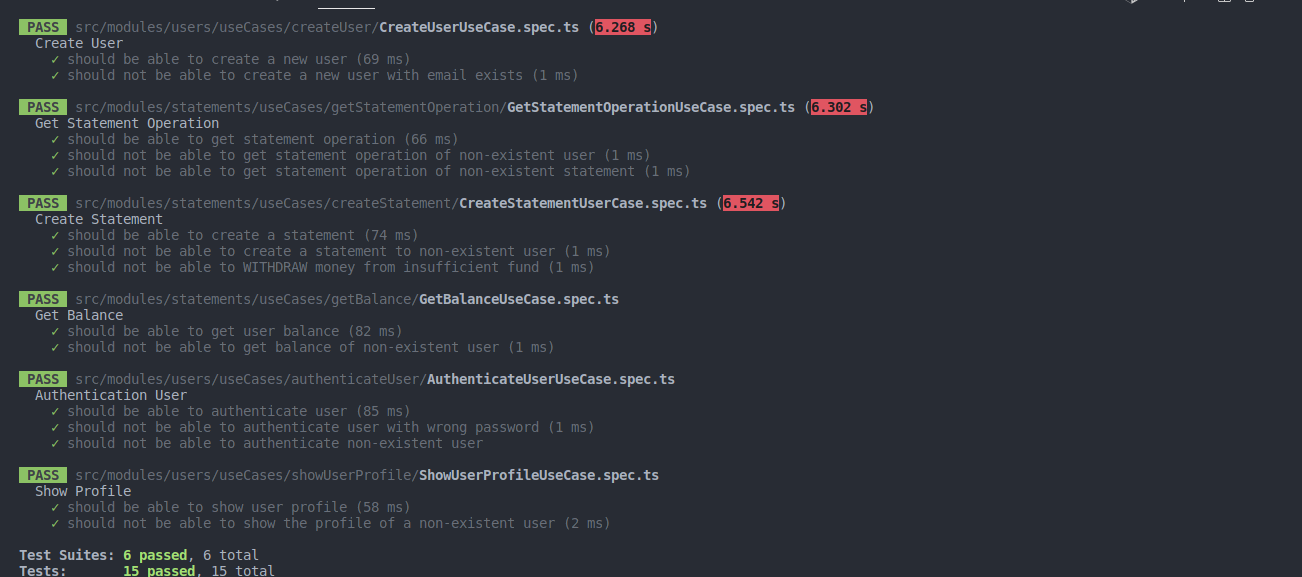 PASS src/modules/users/useCases/createUser/CreateUserUseCase.spec.ts (6.268 s)
Create User
✓ should be able to create a new user (69 ms)
✓ should not be able to create a new user with email exists (1 ms)
PASS src/modules/statements/useCases/getStatementOperation/GetStatementOperationUseCase.spec.ts (6.302 s)
Get Statement Operation
✓ should be able to get statement operation (66 ms)
✓ should not be able to get statement operation of non-existent user (1 ms)
✓ should not be able to get statement operation of non-existent statement (1 ms)
PASS src/modules/statements/useCases/createStatement/CreateStatementUserCase.spec.ts (6.542 s)
Create Statement
✓ should be able to create a statement (74 ms)
✓ should not be able to create a statement to non-existent user (1 ms)
✓ should not be able to WITHDRAW money from insufficient fund (1 ms)
PASS src/modules/statements/useCases/getBalance/GetBalanceUseCase.spec.ts
Get Balance
✓ should be able to get user balance (82 ms)
✓ should not be able to get balance of non-existent user (1 ms)
PASS src/modules/users/useCases/authenticateUser/AuthenticateUserUseCase.spec.ts
Authentication User
✓ should be able to authenticate user (85 ms)
✓ should not be able to authenticate user with wrong password (1 ms)
✓ should not be able to authenticate non-existent user
PASS src/modules/users/useCases/showUserProfile/ShowUserProfileUseCase.spec.ts
Show Profile
✓ should be able to show user profile (58 ms)
✓ should not be able to show the profile of a non-existent user (2 ms)
Test Suites: 6 passed, 6 total
Tests: 15 passed, 15 total